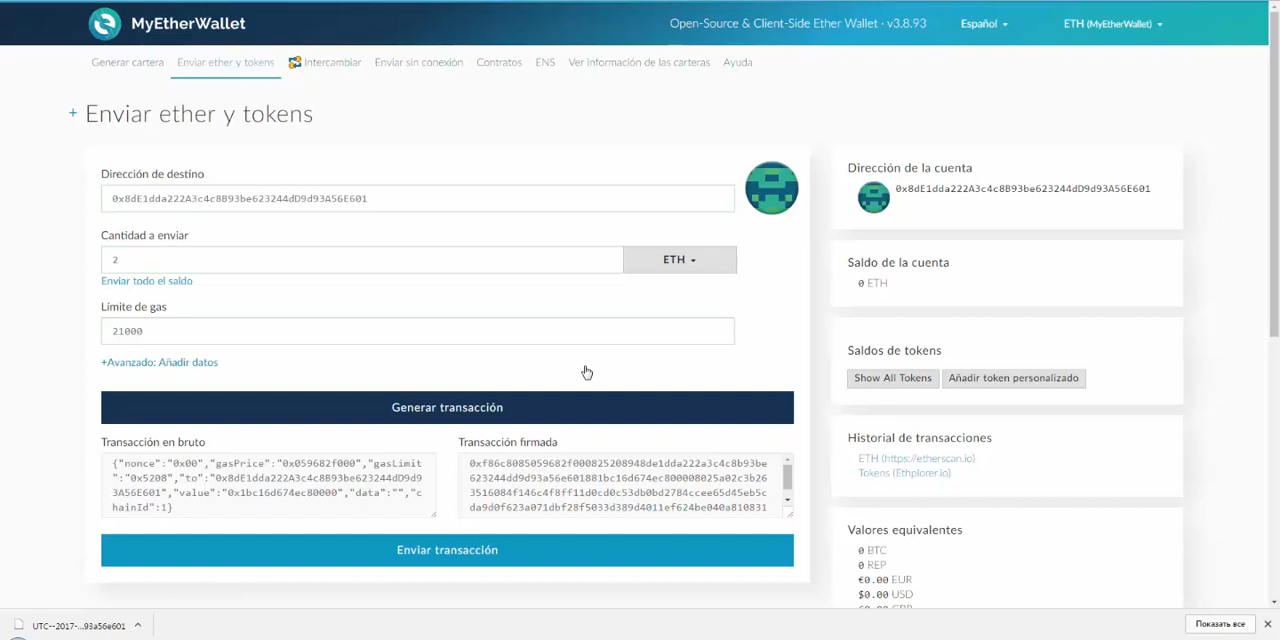 MyEtherWallet
Open-Source & Client-Side Ether Wallet · v3.8.93
Español
ETH (MyEtherWallet)
Generar cartera
Enviar ether y tokens
Intercambiar
Enviar sin conexión
Contratos
ENS
Ver información de las carteras
Ayuda
+ Enviar ether y tokens
Dirección de destino
0x8dE1dda222A3c4c8B93be623244dD9d93A56E601
Cantidad a enviar
2
ETH
Enviar todo el saldo
Límite de gas
21000
+Avanzado: Añadir datos
Generar transacción
Transacción en bruto
{"nonce":"0x00","gasPrice":"0x059682f000","gasLimit
":"0x5208","to":"0x8dE1dda222A3c4c8B93be623244dD9d9
3A56E601","value":"0x1bc16d674ec80000","data":"","c
hainId":1}
Transacción firmada
0xf86c8085059682f000825208948de1dda222a3c4c8b93be
623244dd9d93a56e601881bc16d674ec800008025a02c3b26
3516084f146c4f8ff11d0cd0c53db0bd2784ccee65d45eb5c
da9d0f623a071dbf28f5033d389d4011ef624be040a810831
Enviar transacción
Dirección de la cuenta
0x8dE1dda222A3c4c8B93be623244dD9d93A56E601
Saldo de la cuenta
0 ETH
Saldos de tokens
Show All Tokens
Añadir token personalizado
Historial de transacciones
ETH (https://etherscan.io)
Tokens (Ethplorer.io)
Valores equivalentes
0 BTC
0 REP
€0.00 EUR
$0.00 USD
UTC--2017-...93a56e601
Показать все